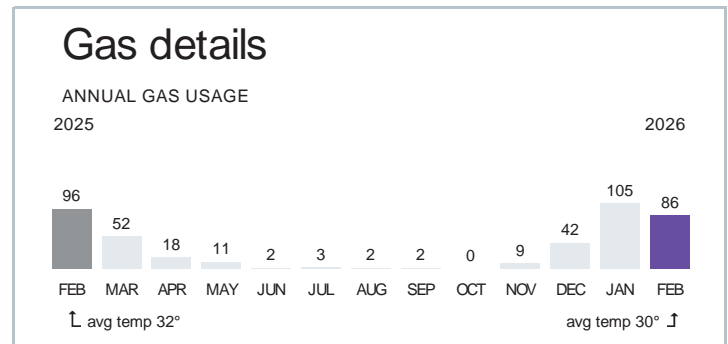 Gas details
ANNUAL GAS USAGE
2025 2026
96 52 18 11 2 3 2 2 0 9 42 105 86
FEB MAR APR MAY JUN JUL AUG SEP OCT NOV DEC JAN FEB
avg temp 32° avg temp 30°